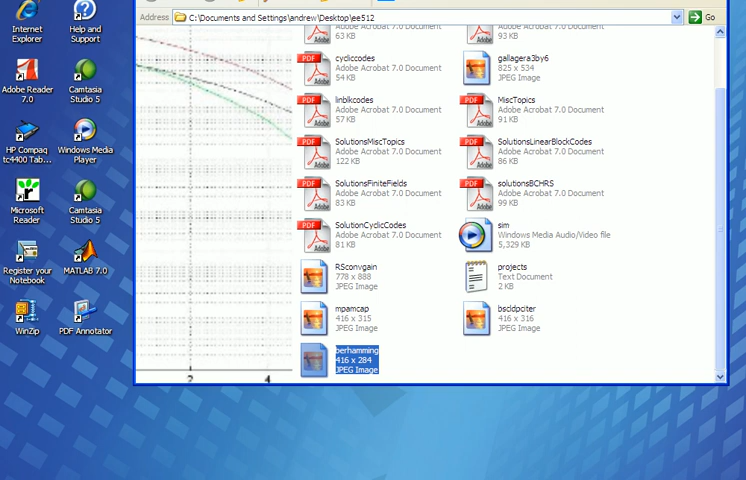 Address C:\Documents and Settings\andrew\Desktop\ee512 Go
Internet Explorer
Help and Support
Adobe Reader 7.0
Camtasia Studio 5
HP Compaq tc4400 Tab...
Windows Media Player
Microsoft Reader
Camtasia Studio 5
Register your Notebook
MATLAB 7.0
WinZip
PDF Annotator
2 4
Adobe Acrobat 7.0 Document
63 KB
Adobe Acrobat 7.0 Document
93 KB
cycliccodes
Adobe Acrobat 7.0 Document
54 KB
gallagera3by6
825 x 534
JPEG Image
linblkcodes
Adobe Acrobat 7.0 Document
57 KB
MiscTopics
Adobe Acrobat 7.0 Document
91 KB
SolutionsMiscTopics
Adobe Acrobat 7.0 Document
122 KB
SolutionsLinearBlockCodes
Adobe Acrobat 7.0 Document
86 KB
SolutionsFiniteFields
Adobe Acrobat 7.0 Document
83 KB
solutionsBCHRS
Adobe Acrobat 7.0 Document
99 KB
SolutionCyclicCodes
Adobe Acrobat 7.0 Document
81 KB
sim
Windows Media Audio/Video file
5,329 KB
RSconvgain
778 x 888
JPEG Image
projects
Text Document
2 KB
mpamcap
416 x 315
JPEG Image
bscldpciter
416 x 316
JPEG Image
berhamming
416 x 284
JPEG Image